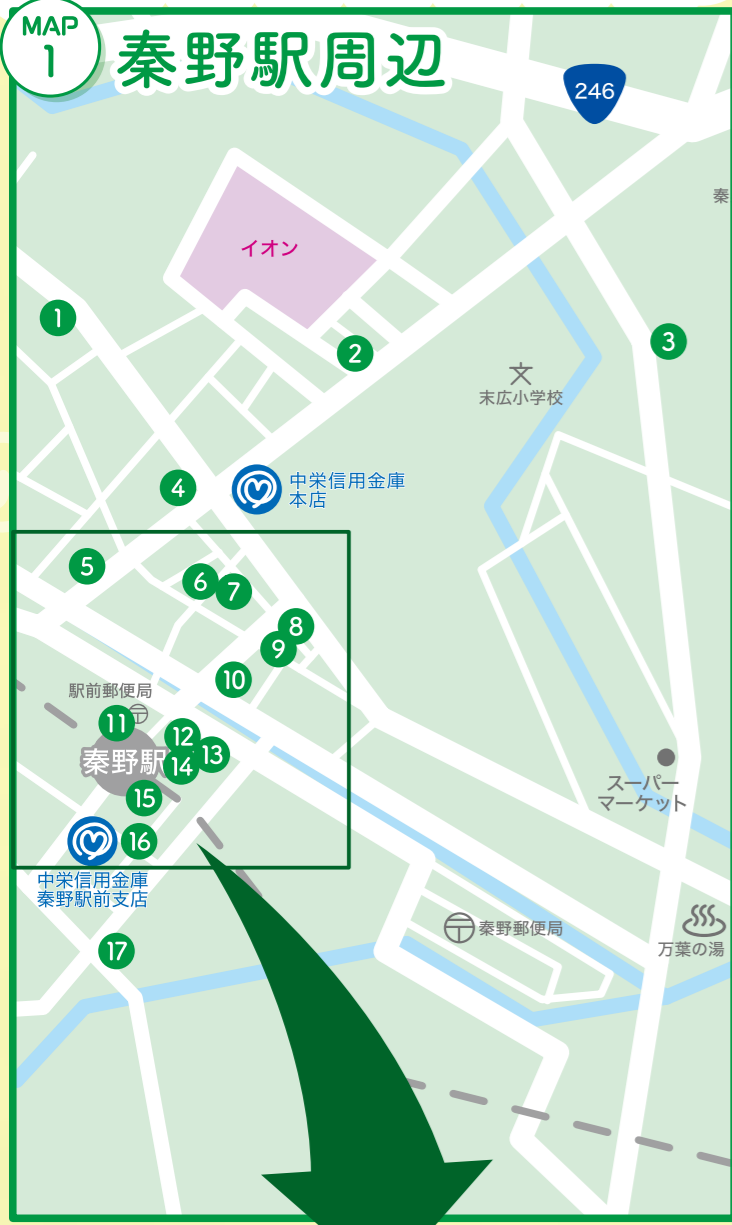 MAP
1
秦野駅周辺
246
秦
イオン
1
2
3
末広小学校
4
中栄信用金庫
本店
5
6
7
8
9
10
駅前郵便局
11
12
13
秦野駅
14
15
スーパー
マーケット
16
中栄信用金庫
秦野駅前支店
秦野郵便局
万葉の湯
17